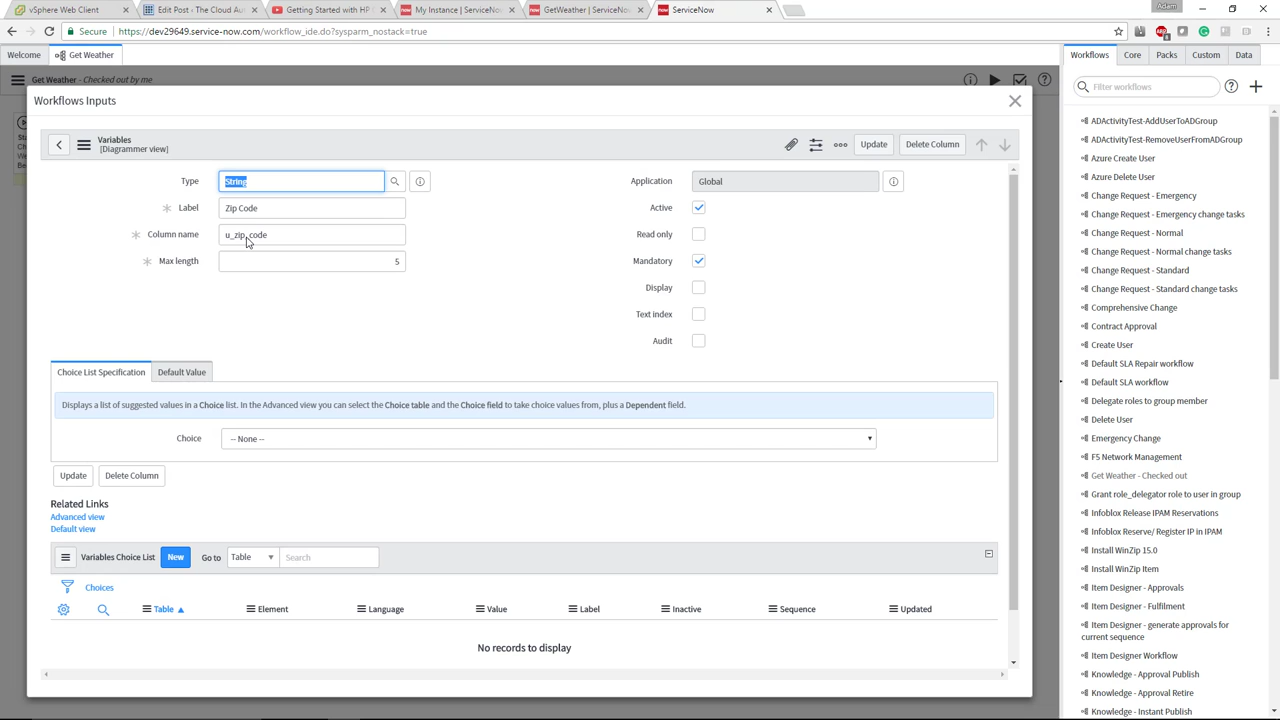 vSphere Web Client
Edit Post ‹ The Cloud Aut
Getting Started with HP C
My Instance | ServiceNow
GetWeather | ServiceNow
ServiceNow
Adam
Secure
https://dev29649.service-now.com/workflow_ide.do?sysparm_nostack=true
Welcome
Get Weather
Workflows
Core
Packs
Custom
Data
Get Weather - Checked out by me
Filter workflows
Workflows Inputs
Variables
[Diagrammer view]
Update
Delete Column
Type
String
Application
Global
Label
Zip Code
Active
Column name
u_zip_code
Read only
Max length
5
Mandatory
Display
Text index
Audit
Choice List Specification
Default Value
Displays a list of suggested values in a Choice list. In the Advanced view you can select the Choice table and the Choice field to take choice values from, plus a Dependent field.
Choice
-- None --
Update
Delete Column
Related Links
Advanced view
Default view
Variables Choice List
New
Go to
Table
Search
Choices
Table
Element
Language
Value
Label
Inactive
Sequence
Updated
No records to display
ADActivityTest-AddUserToADGroup
ADActivityTest-RemoveUserFromADGroup
Azure Create User
Azure Delete User
Change Request - Emergency
Change Request - Emergency change tasks
Change Request - Normal
Change Request - Normal change tasks
Change Request - Standard
Change Request - Standard change tasks
Comprehensive Change
Contract Approval
Create User
Default SLA Repair workflow
Default SLA workflow
Delegate roles to group member
Delete User
Emergency Change
F5 Network Management
Get Weather - Checked out
Grant role_delegator role to user in group
Infoblox Release IPAM Reservations
Infoblox Reserve/ Register IP in IPAM
Install WinZip 15.0
Install WinZip Item
Item Designer - Approvals
Item Designer - Fulfilment
Item Designer - generate approvals for
current sequence
Item Designer Workflow
Knowledge - Approval Publish
Knowledge - Approval Retire
Knowledge - Instant Publish